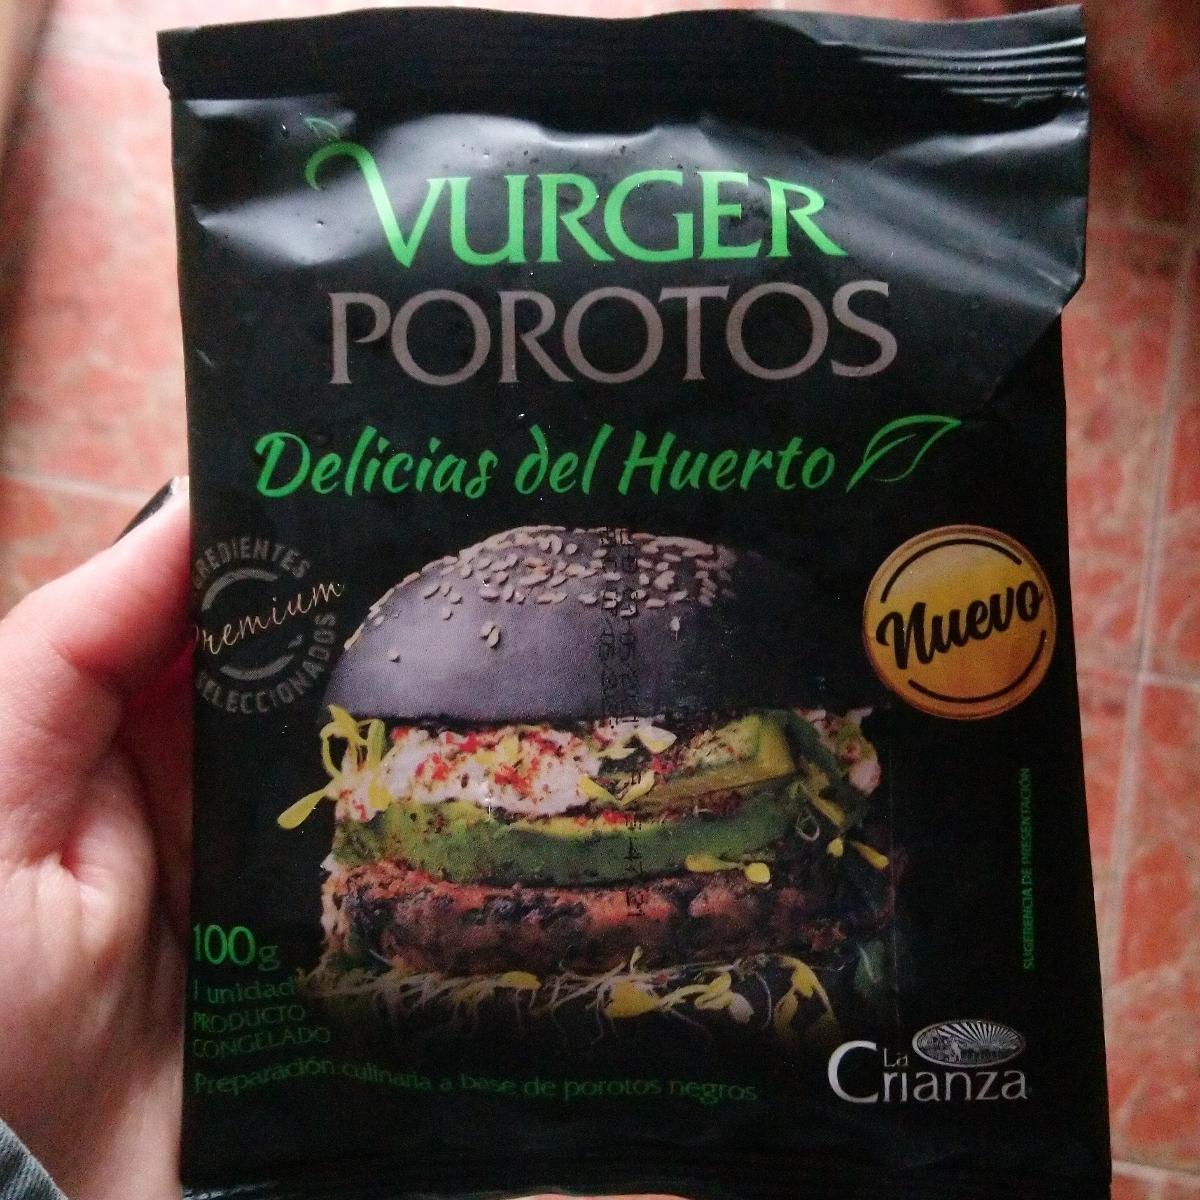 VURGER
POROTOS
Delicias del Huerto
Premium
SELECCIONADOS
Nuevo
SUGERENCIA DE PRESENTACIÓN
100g
1 unidad
PRODUCTO
CONGELADO
Preparación culinaria a base de porotos negros
La
Crianza